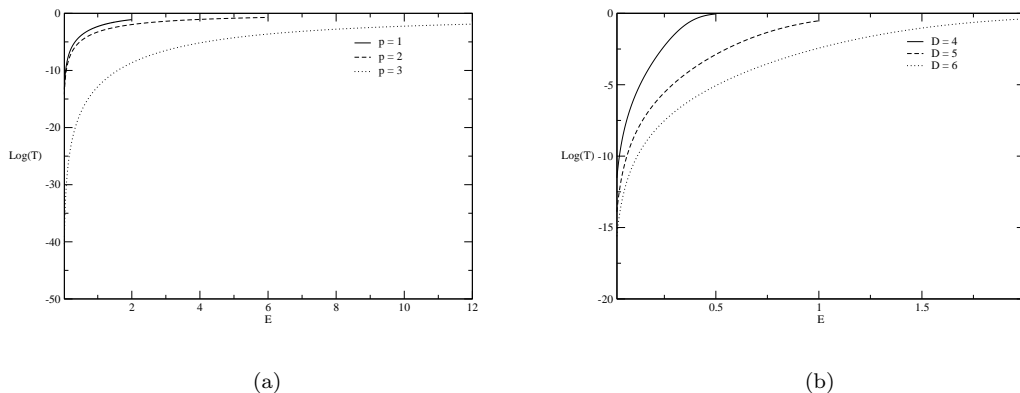 0
-10
-20
Log(T)
-30
-40
-50
2
4
6
8
10
12
E
p = 1
p = 2
p = 3
(a)
0
-5
Log(T)
-10
-15
-20
0.5
1
1.5
E
D = 4
D = 5
D = 6
(b)